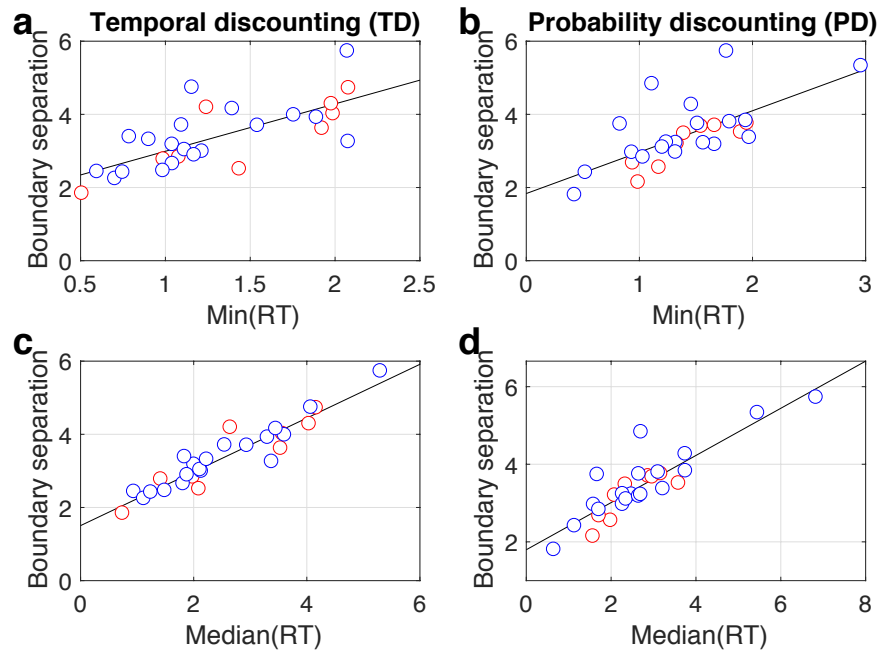 a Temporal discounting (TD)
b Probability discounting (PD)
Boundary separation
6
4
2
0
0.5 1 1.5 2 2.5
Min(RT)
Boundary separation
6
4
2
0
0 1 2 3
Min(RT)
c
Boundary separation
6
4
2
0
0 2 4 6
Median(RT)
d
Boundary separation
6
4
2
0 2 4 6 8
Median(RT)